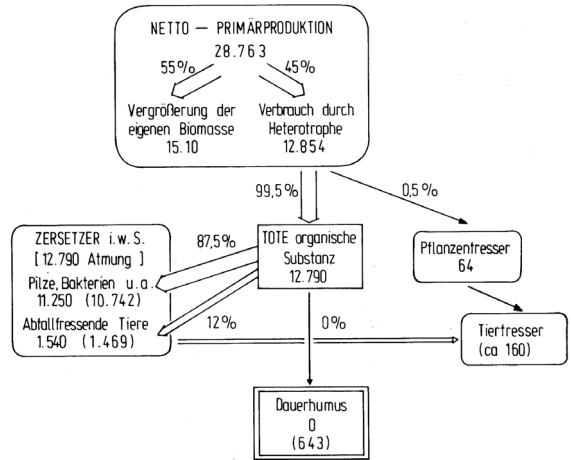 NETTO — PRIMÄRPRODUKTION
28.763
55% 45%
Vergrößerung der
eigenen Biomasse
15.10
Verbrauch durch
Heterotrophe
12.854
99,5% 0,5%
ZERSETZER i.w.S.
[ 12.790 Atmung ]
Pilze, Bakterien u.a.
11.250 (10.742)
Abfallfressende Tiere
1.540 (1.469)
87,5%
12%
TOTE organische
Substanz
12.790
0%
Pflanzenfresser
64
Tierfresser
(ca 160)
Dauerhumus
0
(643)